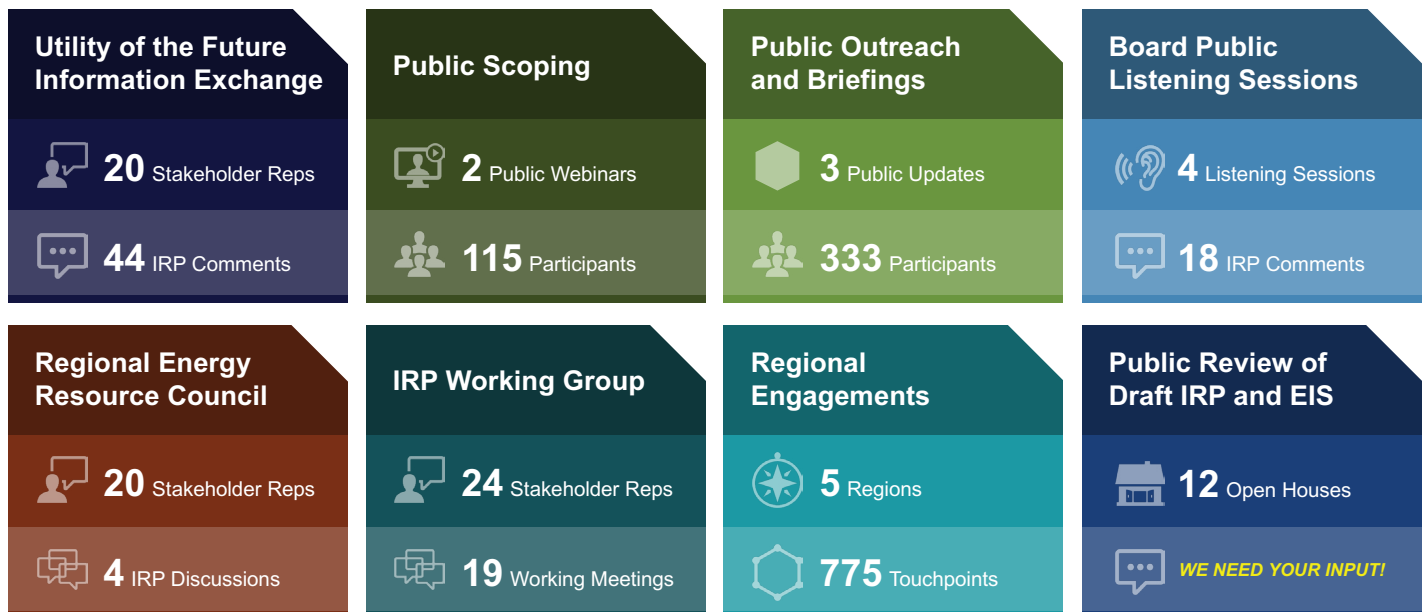 Utility of the Future
Information Exchange
20 Stakeholder Reps
44 IRP Comments
Public Scoping
2 Public Webinars
115 Participants
Public Outreach
and Briefings
3 Public Updates
333 Participants
Board Public
Listening Sessions
4 Listening Sessions
18 IRP Comments
Regional Energy
Resource Council
20 Stakeholder Reps
4 IRP Discussions
IRP Working Group
24 Stakeholder Reps
19 Working Meetings
Regional
Engagements
5 Regions
775 Touchpoints
Public Review of
Draft IRP and EIS
12 Open Houses
WE NEED YOUR INPUT!